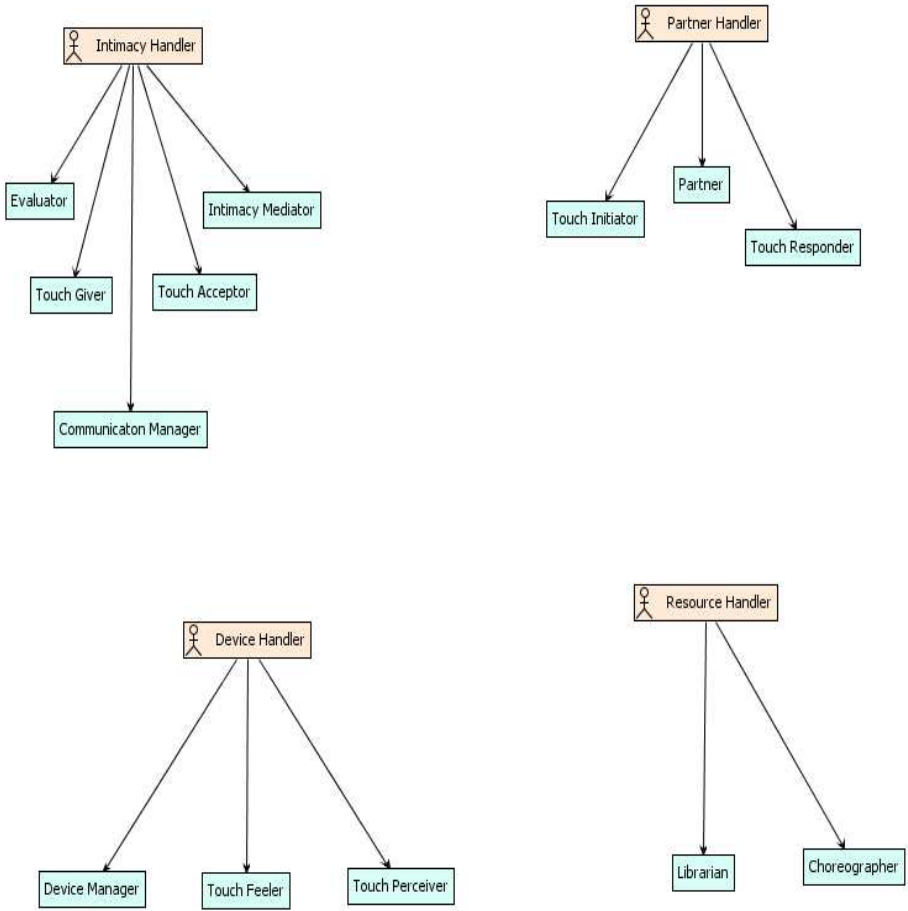 Intimacy Handler
Partner Handler
Evaluator
Intimacy Mediator
Touch Giver
Touch Acceptor
Communicaton Manager
Partner
Touch Initiator
Touch Responder
Device Handler
Resource Handler
Device Manager
Touch Feeler
Touch Perceiver
Librarian
Choreographer